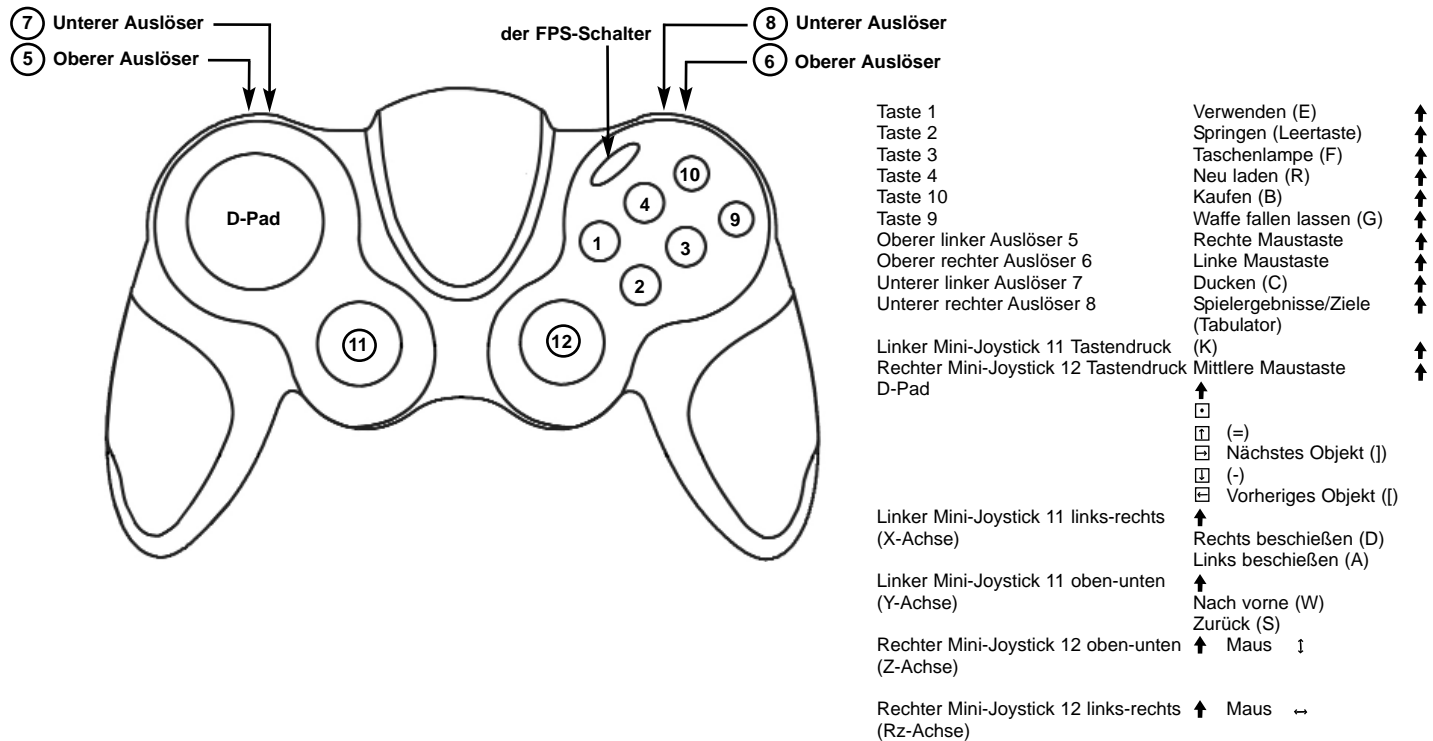 7 Unterer Auslöser
5 Oberer Auslöser
der FPS-Schalter
8 Unterer Auslöser
6 Oberer Auslöser
D-Pad
10
4
9
1
3
2
11
12
Taste 1 Verwenden (E)
Taste 2 Springen (Leertaste)
Taste 3 Taschenlampe (F)
Taste 4 Neu laden (R)
Taste 10 Kaufen (B)
Taste 9 Waffe fallen lassen (G)
Oberer linker Auslöser 5 Rechte Maustaste
Oberer rechter Auslöser 6 Linke Maustaste
Unterer linker Auslöser 7 Ducken (C)
Unterer rechter Auslöser 8 Spielergebnisse/Ziele
(Tabulator)
Linker Mini-Joystick 11 Tastendruck (K)
Rechter Mini-Joystick 12 Tastendruck Mittlere Maustaste
D-Pad
(=)
Nächstes Objekt (])
(-)
Vorheriges Objekt ([)
Linker Mini-Joystick 11 links-rechts
(X-Achse) Rechts beschießen (D)
Links beschießen (A)
Linker Mini-Joystick 11 oben-unten
(Y-Achse) Nach vorne (W)
Zurück (S)
Rechter Mini-Joystick 12 oben-unten Maus
(Z-Achse)
Rechter Mini-Joystick 12 links-rechts Maus
(Rz-Achse)